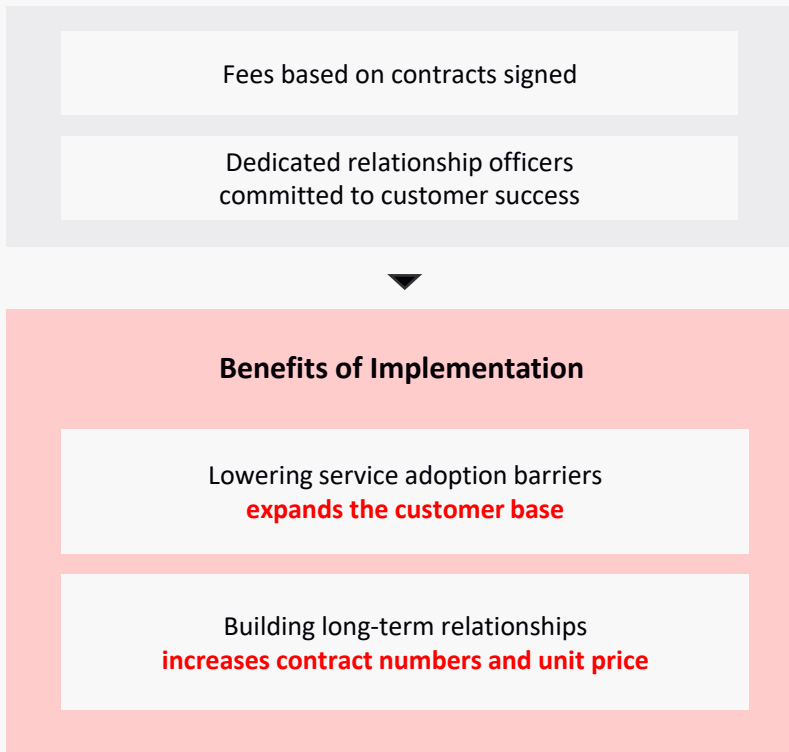 Fees based on contracts signed
Dedicated relationship officers
committed to customer success
Benefits of Implementation
Lowering service adoption barriers
expands the customer base
Building long-term relationships
increases contract numbers and unit price